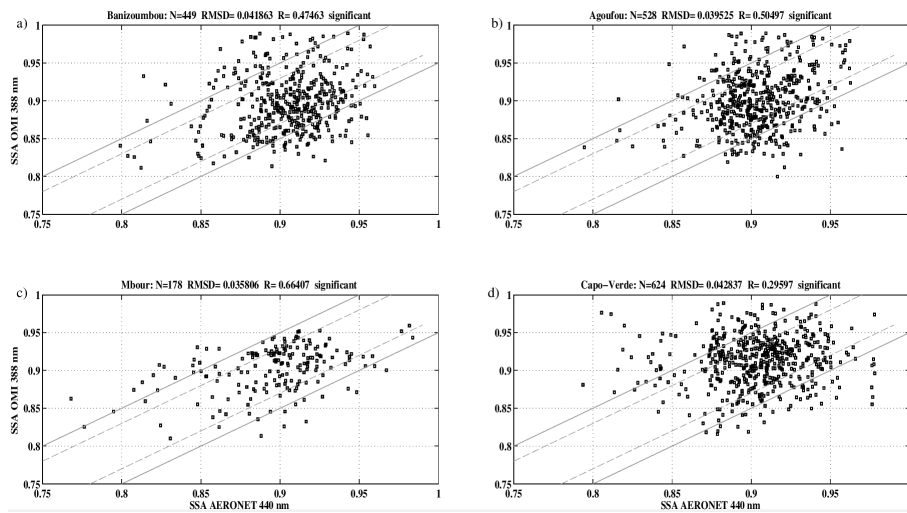 a) Banizoumbou: N=449 RMSD= 0.041863 R= 0.47463 significant
1
0.95
0.9
0.85
0.8
0.75
SSA OMI 388 nm
0.75 0.8 0.85 0.9 0.95 1
b) Agoufou: N=528 RMSD= 0.039525 R= 0.50497 significant
1
0.95
0.9
0.85
0.8
0.75
0.75 0.8 0.85 0.9 0.95
c) Mbour: N=178 RMSD= 0.035806 R= 0.66407 significant
1
0.95
0.9
0.85
0.8
0.75
SSA OMI 388 nm
0.75 0.8 0.85 0.9 0.95 1
SSA AERONET 440 nm
d) Capo-Verde: N=624 RMSD= 0.042837 R= 0.29597 significant
1
0.95
0.9
0.85
0.8
0.75
0.75 0.8 0.85 0.9 0.95
SSA AERONET 440 nm